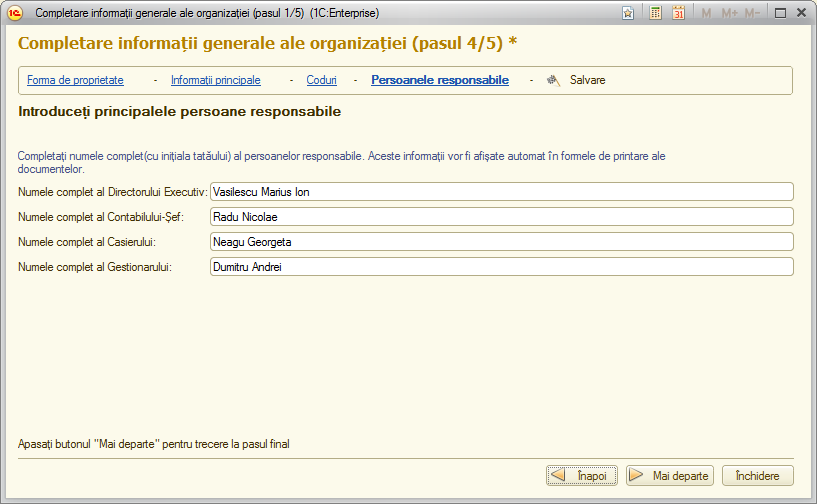 Completare informații generale ale organizației (pasul 1/5) (1C:Enterprise)
31 M M+ M-
Completare informații generale ale organizației (pasul 4/5) *
Forma de proprietate - Informații principale - Coduri - Persoanele responsabile - Salvare
Introduceți principalele persoane responsabile
Completați numele complet(cu inițiala tatăului) al persoanelor responsabile. Aceste informații vor fi afișate automat în formele de printare ale
documentelor.
Numele complet al Directorului Executiv: Vasilescu Marius Ion
Numele complet al Contabilului-Șef: Radu Nicolae
Numele complet al Casierului: Neagu Georgeta
Numele complet al Gestionarului: Dumitru Andrei
Apasați butonul "Mai departe" pentru trecere la pasul final
Înapoi Mai departe Închidere